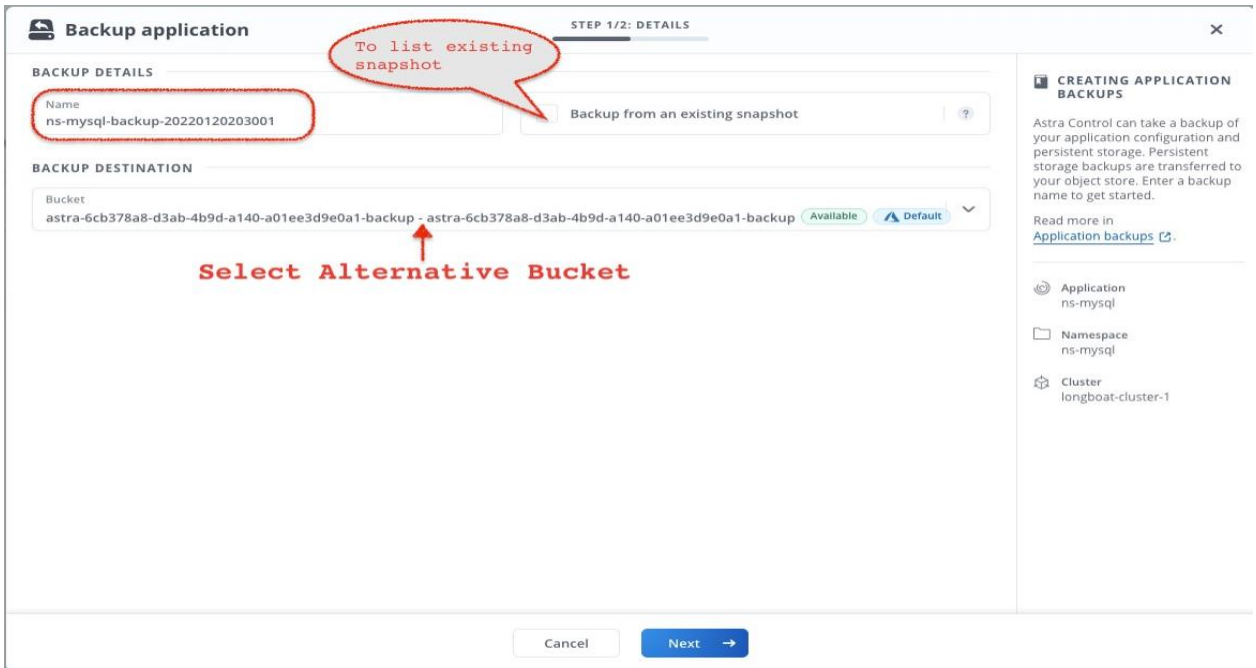 Backup application
STEP 1/2: DETAILS
To list existing
snapshot
BACKUP DETAILS
Name
ns-mysql-backup-20220120203001
Backup from an existing snapshot
?
BACKUP DESTINATION
Bucket
astra-6cb378a8-d3ab-4b9d-a140-a01ee3d9e0a1-backup - astra-6cb378a8-d3ab-4b9d-a140-a01ee3d9e0a1-backup Available Default
Select Alternative Bucket
CREATING APPLICATION
BACKUPS
Astra Control can take a backup of
your application configuration and
persistent storage. Persistent
storage backups are transferred to
your object store. Enter a backup
name to get started.
Read more in
Application backups.
Application
ns-mysql
Namespace
ns-mysql
Cluster
longboat-cluster-1
Cancel
Next →